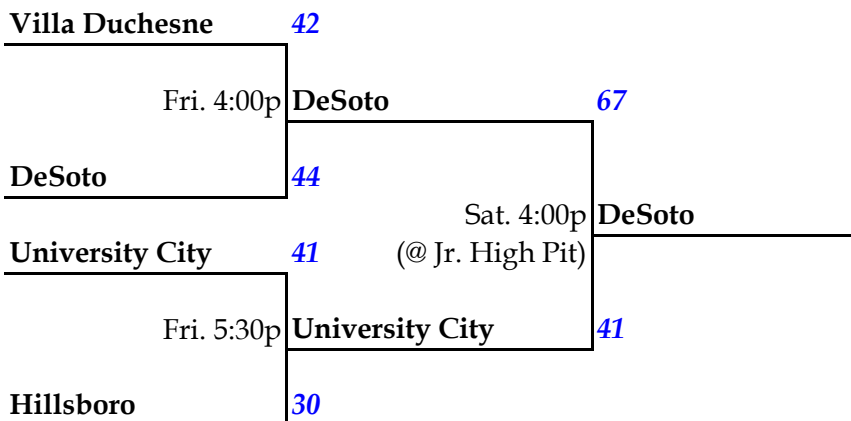 Villa Duchesne 42
Fri. 4:00p DeSoto 67
DeSoto 44
Sat. 4:00p DeSoto
University City 41 (@ Jr. High Pit)
Fri. 5:30p University City 41
Hillsboro 30